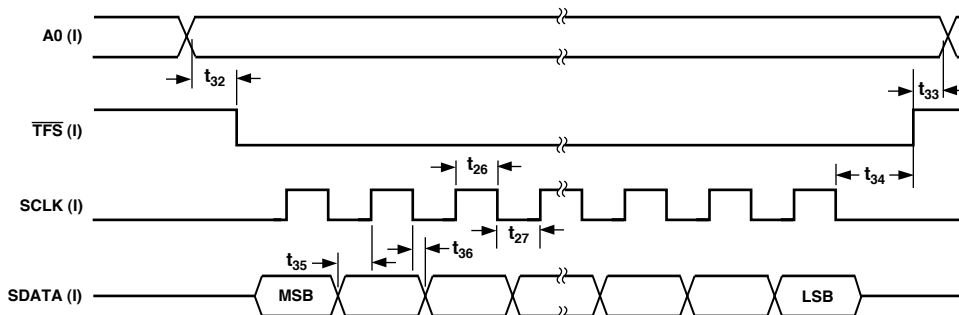 A0 (I)
t32
t33
TFS (I)
t26
t34
SCLK (I)
t27
t35
t36
SDATA (I)
MSB
LSB